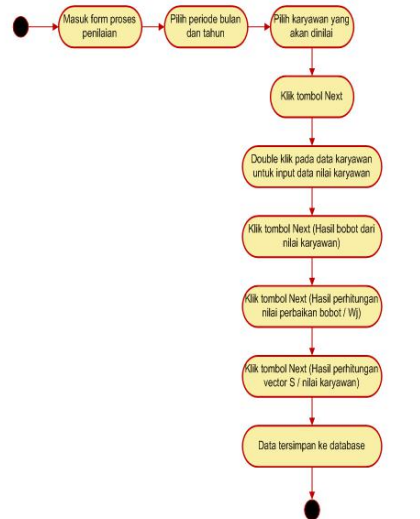 Masuk form proses
penilaian
Pilih periode bulan
dan tahun
Pilih karyawan yang
akan dinilai
Klik tombol Next
Double klik pada data karyawan
untuk input data nilai karyawan
Klik tombol Next (Hasil bobot dari
nilai karyawan)
Klik tombol Next (Hasil perhitungan
nilai perbaikan bobot / Wj)
Klik tombol Next (Hasil perhitungan
vector S / nilai karyawan)
Data tersimpan ke database